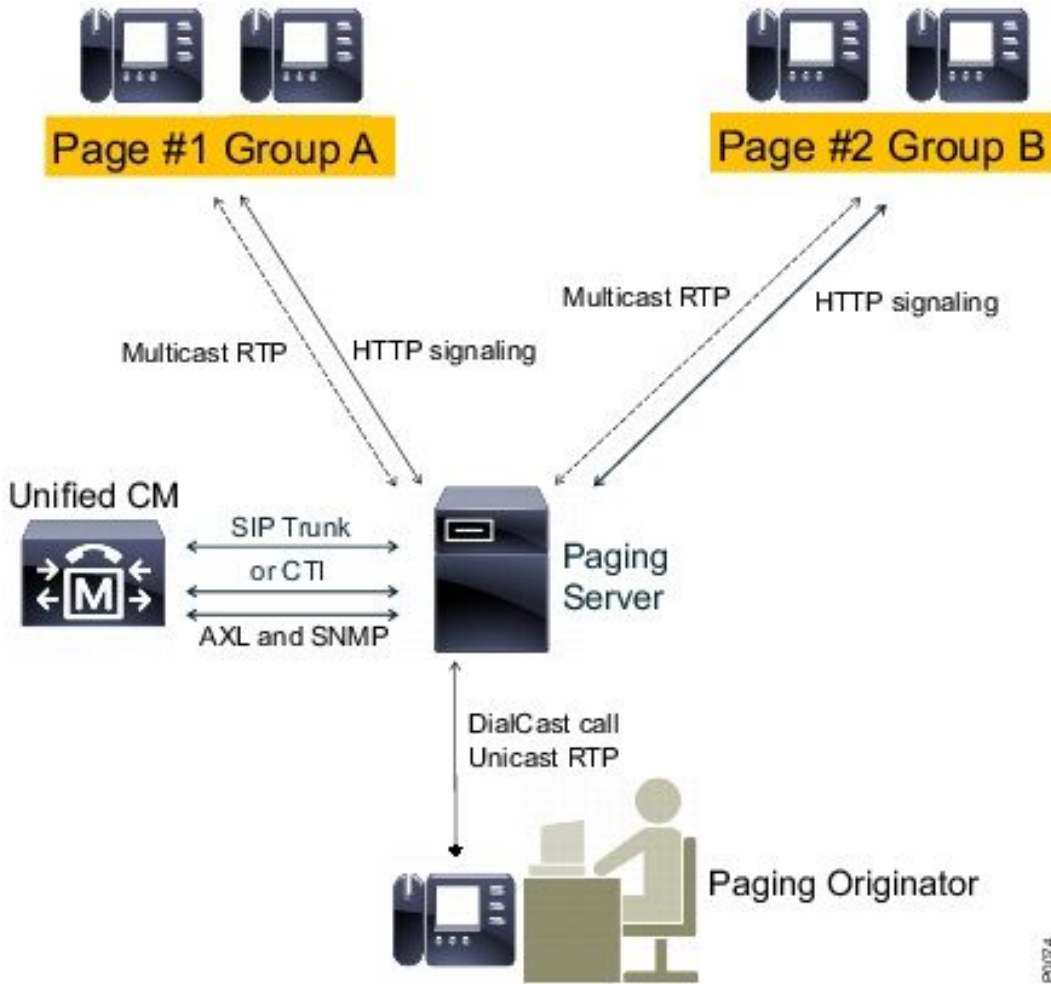 Page #1 Group A
Page #2 Group B
Multicast RTP
HTTP signaling
Multicast RTP
HTTP signaling
Unified CM
M
SIP Trunk
or CTI
AXL and SNMP
Paging
Server
DialCast call
Unicast RTP
Paging Originator
P0074